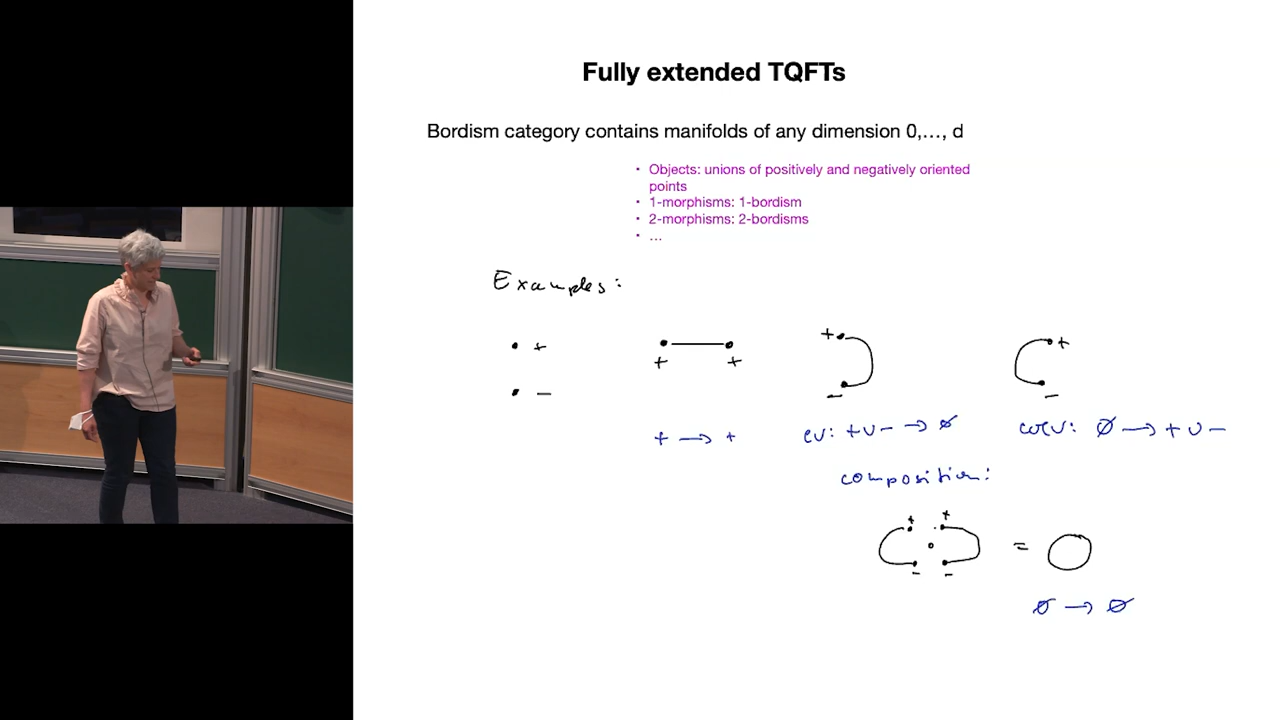 Fully extended TQFTs
Bordism category contains manifolds of any dimension 0,…, d
• Objects: unions of positively and negatively oriented
points
• 1-morphisms: 1-bordism
• 2-morphisms: 2-bordisms
• …
Examples:
• +
• −
+ +
+ −
+ −
+ → +
ev: + ∪ − → ∅
coev: ∅ → + ∪ −
composition:
+ +
∘ =
− −
∅ → ∅